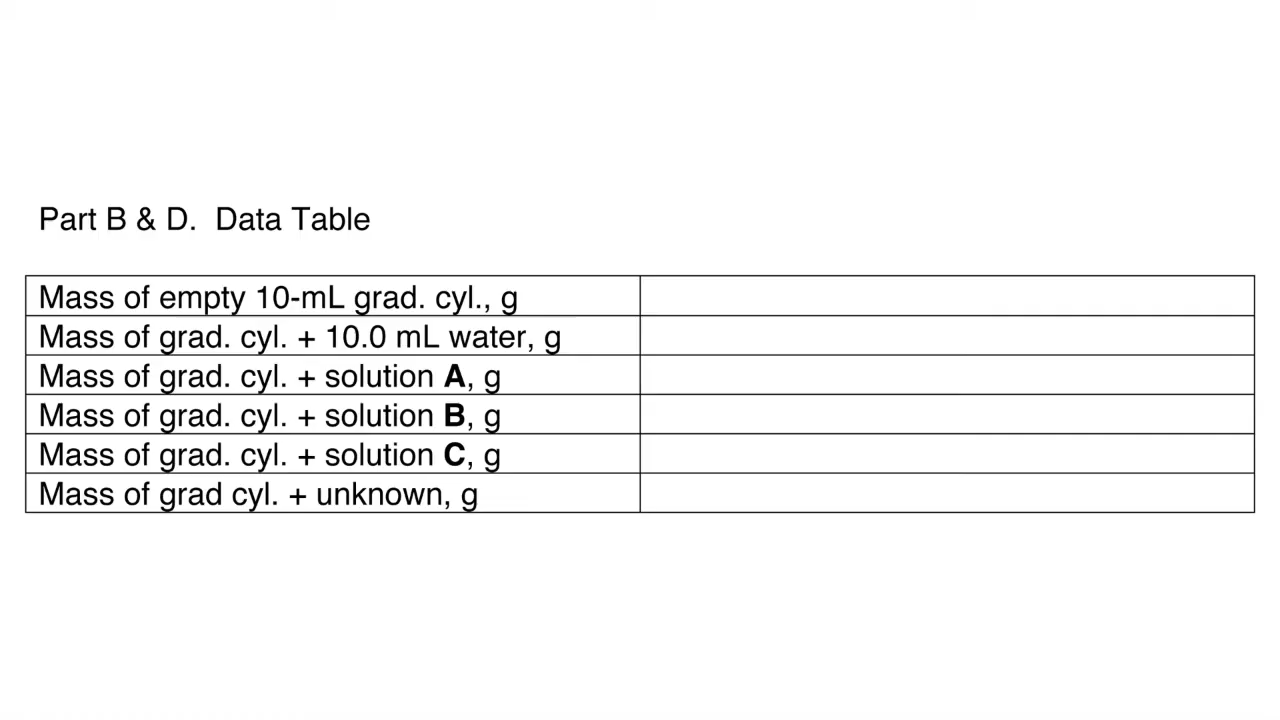 Part B & D.  Data Table
Mass of empty 10-mL grad. cyl., g
Mass of grad. cyl. + 10.0 mL water, g
Mass of grad. cyl. + solution A, g
Mass of grad. cyl. + solution B, g
Mass of grad. cyl. + solution C, g
Mass of grad cyl. + unknown, g